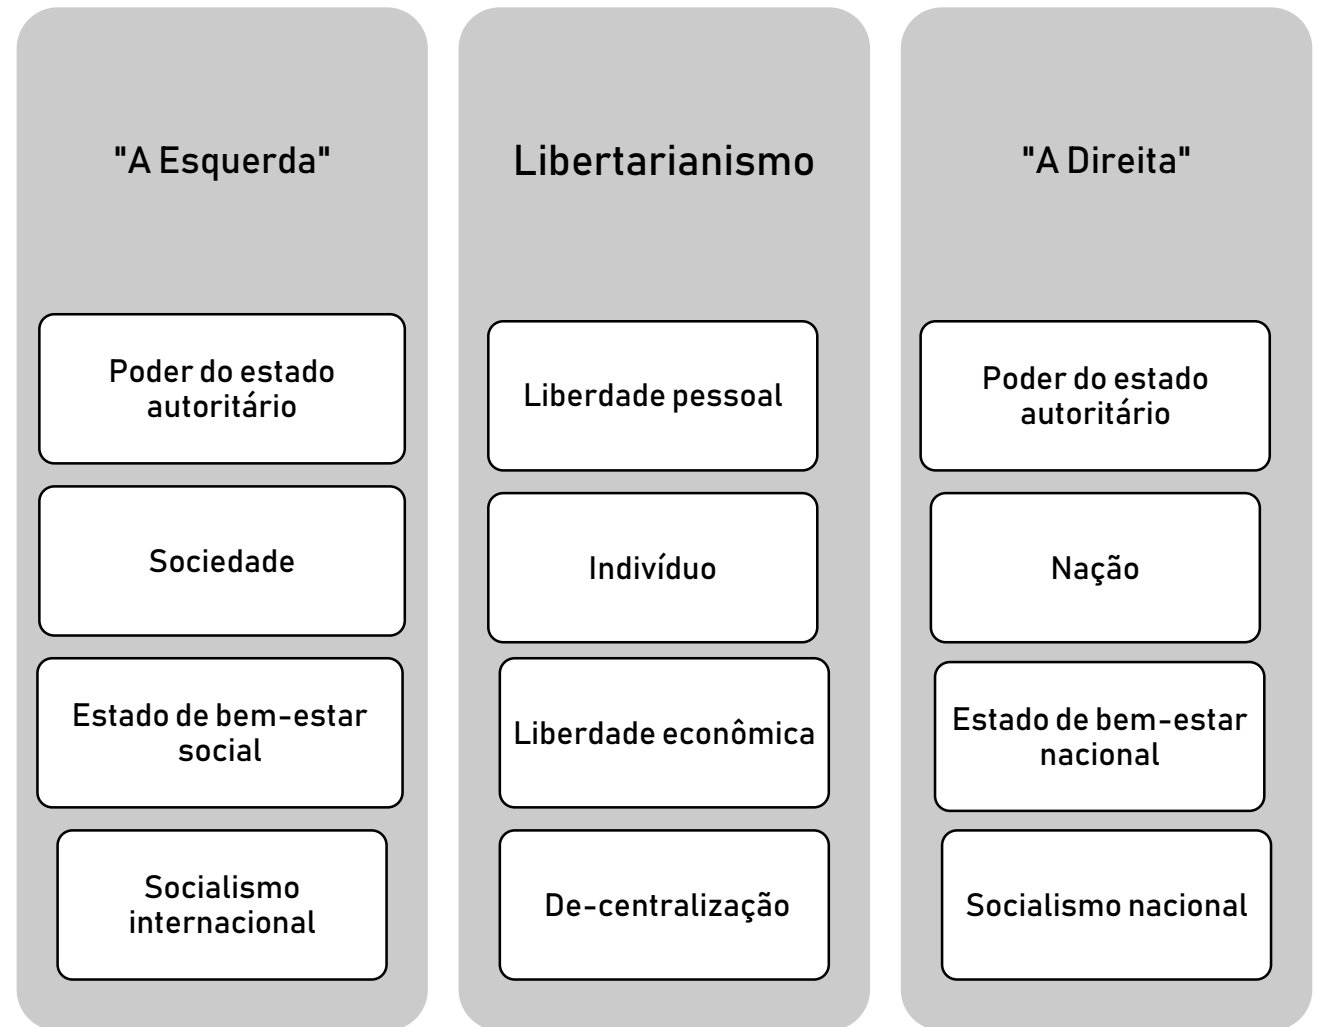 "A Esquerda"
Poder do estado
autoritário
Sociedade
Estado de bem-estar
social
Socialismo
internacional
Libertarianismo
Liberdade pessoal
Indivíduo
Liberdade econômica
De-centralização
"A Direita"
Poder do estado
autoritário
Nação
Estado de bem-estar
nacional
Socialismo nacional